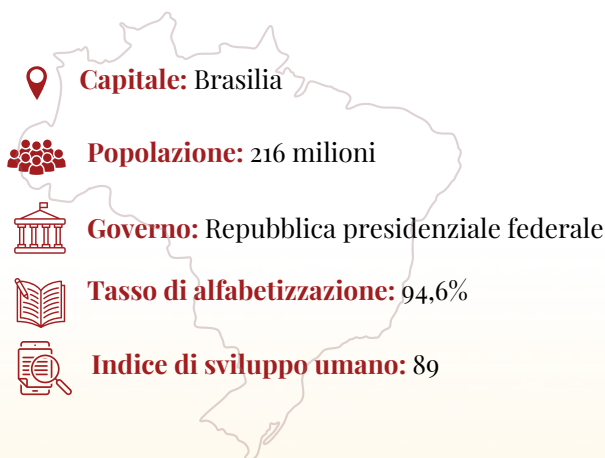 Capitale: Brasilia
Popolazione: 216 milioni
Governo: Repubblica presidenziale federale
Tasso di alfabetizzazione: 94,6%
Indice di sviluppo umano: 89